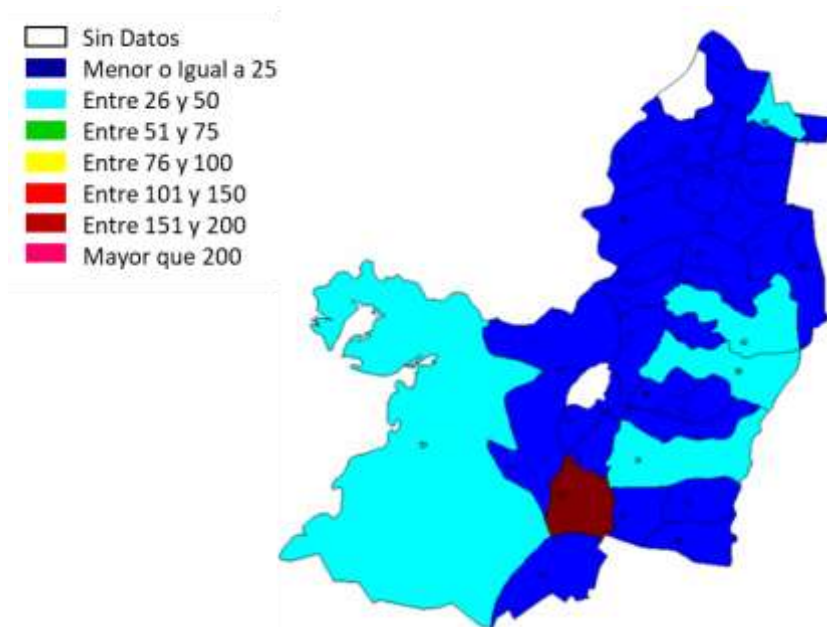 Sin Datos
Menor o Igual a 25
Entre 26 y 50
Entre 51 y 75
Entre 76 y 100
Entre 101 y 150
Entre 151 y 200
Mayor que 200